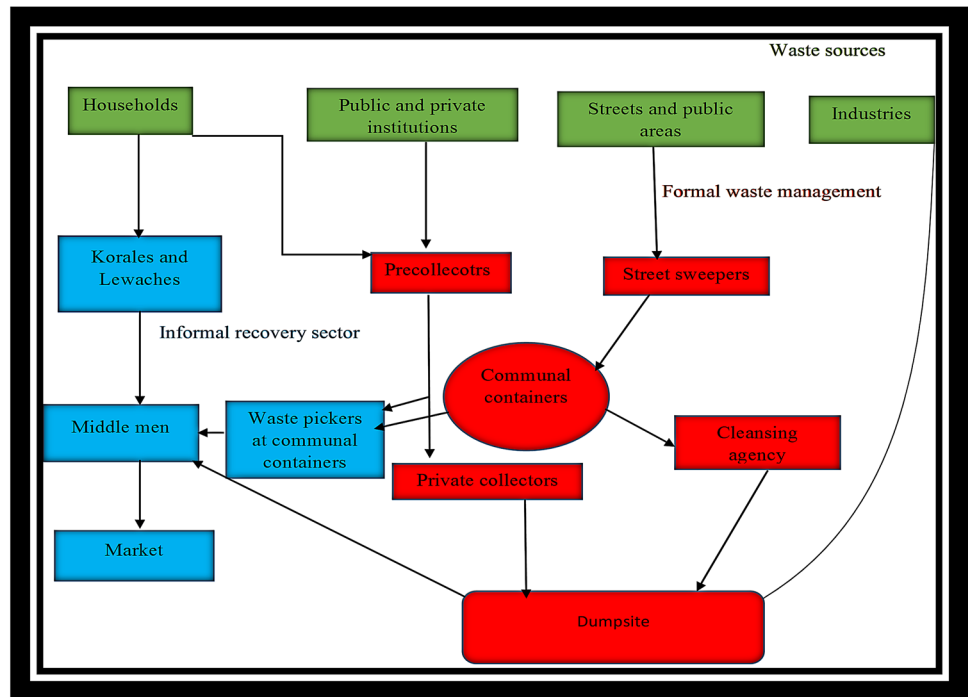 Waste sources
Households
Public and private
institutions
Streets and public
areas
Industries
Formal waste management
Korales and
Lewaches
Precollecotrs
Street sweepers
Informal recovery sector
Communal
containers
Middle men
Waste pickers
at communal
containers
Cleansing
agency
Private collectors
Market
Dumpsite